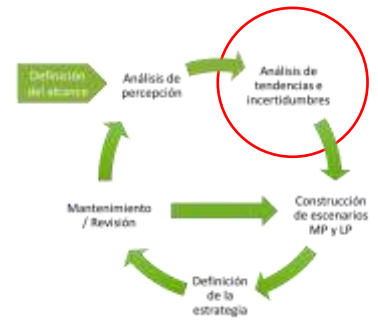 Definición
del alcance
Análisis de
percepción
Análisis de
tendencias e
incertidumbres
Construcción
de escenarios
MP y LP
Definición
de la
estrategia
Mantenimiento
/ Revisión